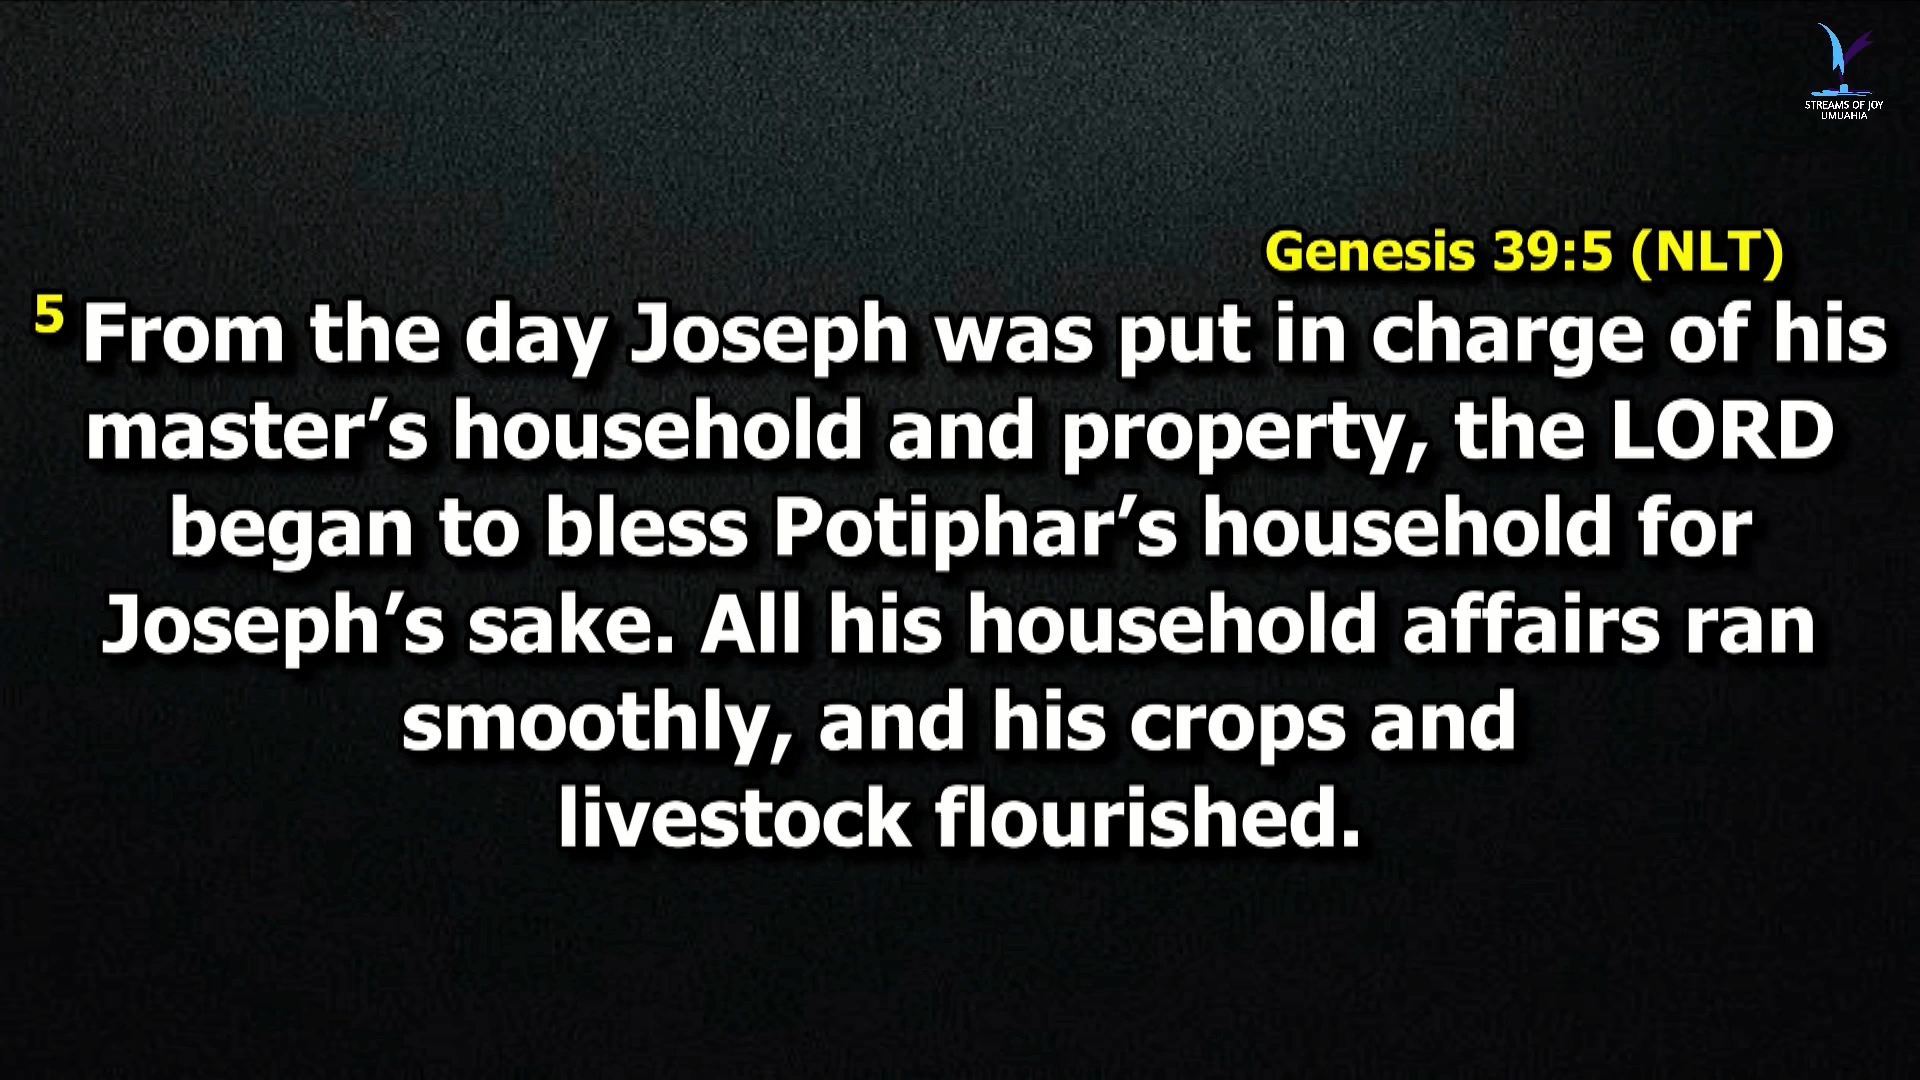 STREAMS OF JOY
UMUAHIA
Genesis 39:5 (NLT)
5 From the day Joseph was put in charge of his
master’s household and property, the LORD
began to bless Potiphar’s household for
Joseph’s sake. All his household affairs ran
smoothly, and his crops and
livestock flourished.